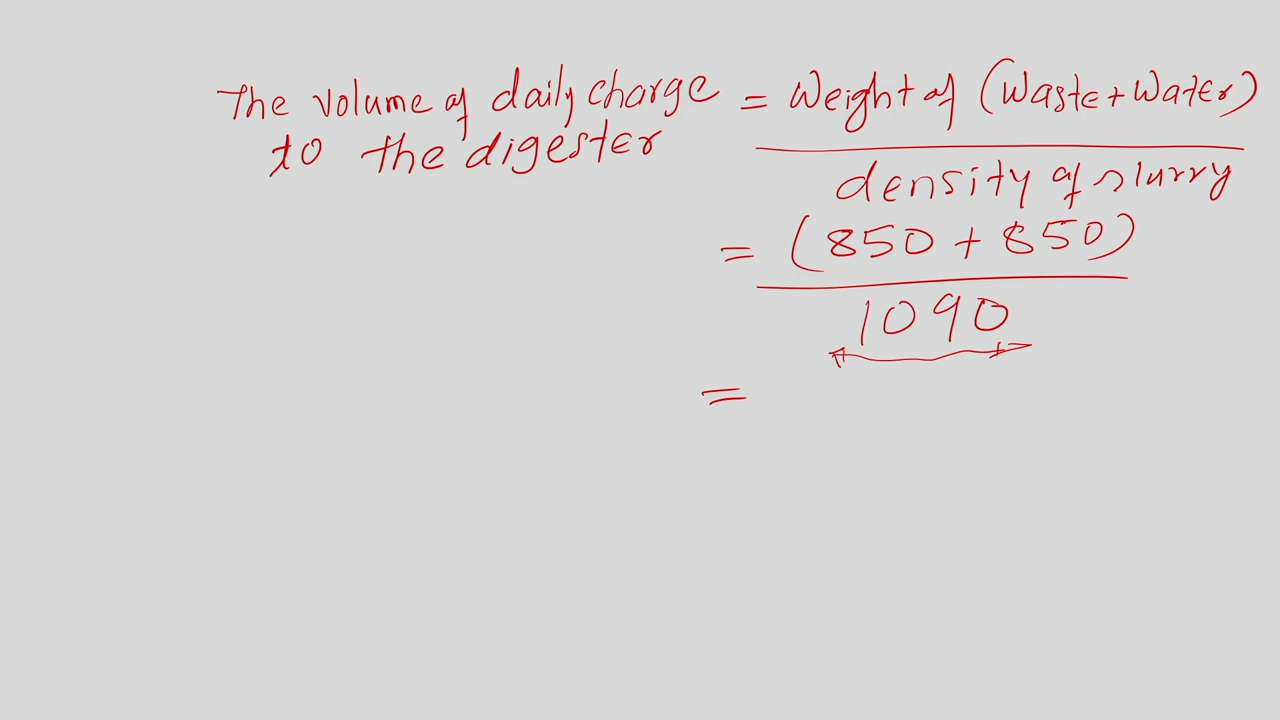 The volume of daily charge = Weight of (Waste + Water)
to the digester
density of slurry
= (850 + 850)
1090
=